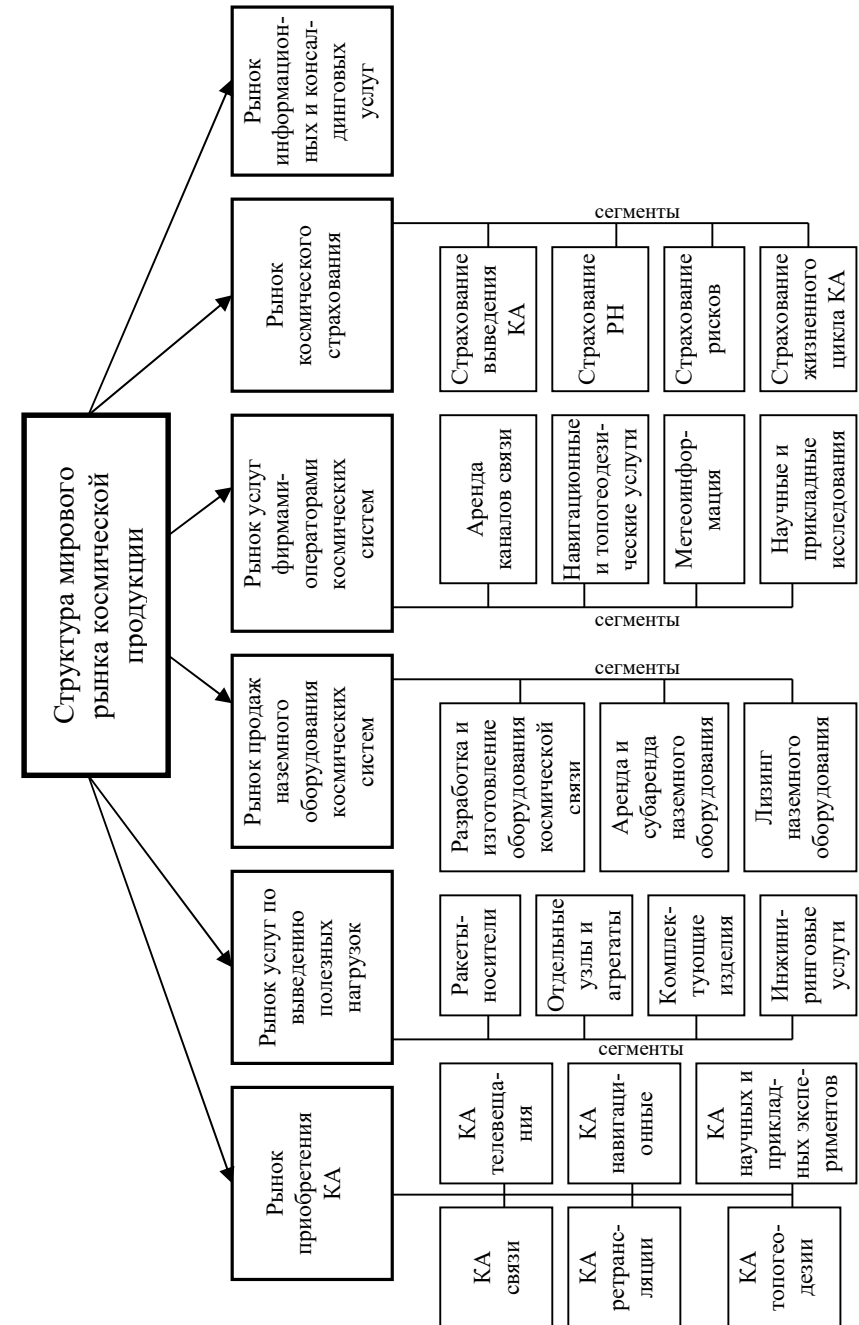 Структура мирового
рынка космической
продукции
Рынок
приобретения
КА
Рынок услуг по
выведению
полезных
нагрузок
Рынок продаж
наземного
оборудования
космических
систем
Рынок услуг
фирмами-
операторами
космических
систем
Рынок
космического
страхования
Рынок
информацион-
ных и консал-
динговых
услуг
КА
связи
КА
телевеща-
ния
КА
ретранс-
ляции
КА
навигаци-
онные
КА
топогео-
дезии
КА
научных и
приклад-
ных экспе-
риментов
сегменты
Ракеты-
носители
Отдельные
узлы и
агрегаты
Комплек-
тующие
изделия
Инжини-
ринговые
услуги
сегменты
Разработка и
изготовление
оборудования
космической
связи
Аренда и
субаренда
наземного
оборудования
Лизинг
наземного
оборудования
сегменты
Аренда
каналов связи
Навигационные
и топогеодези-
ческие услуги
Метеоинфор-
мация
Научные и
прикладные
исследования
сегменты
Страхование
выведения
КА
Страхование
РН
Страхование
рисков
Страхование
жизненного
цикла КА